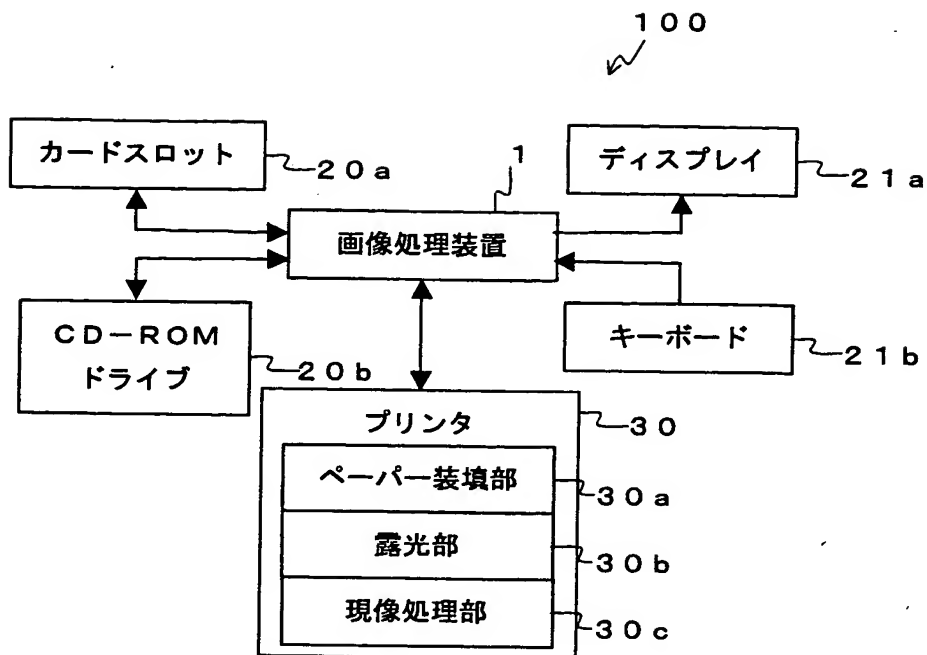 １００
カードスロット
２０ａ
１
ディスプレイ
２１ａ
画像処理装置
ＣＤ－ＲＯＭ
ドライブ
２０ｂ
キーボード
２１ｂ
プリンタ
３０
ペーパー装填部
３０ａ
露光部
３０ｂ
現像処理部
３０ｃ